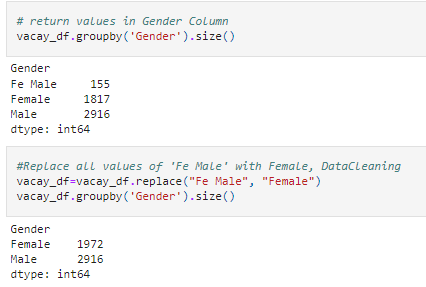 # return values in Gender Column
vacay_df.groupby('Gender').size()
Gender
Fe Male     155
Female     1817
Male       2916
dtype: int64
#Replace all values of 'Fe Male' with Female, DataCleaning
vacay_df=vacay_df.replace("Fe Male", "Female")
vacay_df.groupby('Gender').size()
Gender
Female    1972
Male      2916
dtype: int64